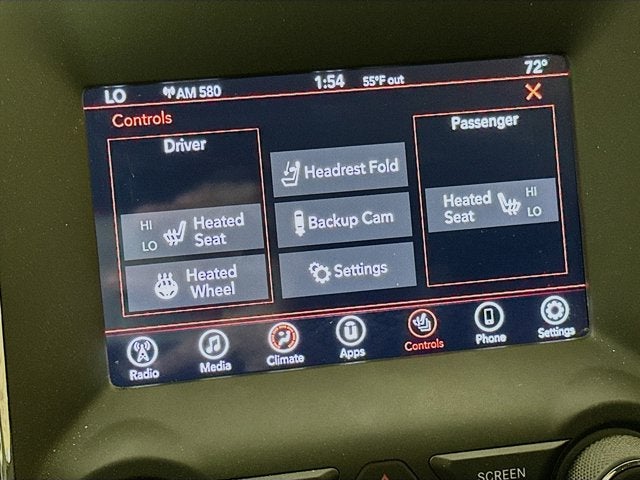 LO AM 580 1:54 55°F out 72°
Controls
Driver
Passenger
Headrest Fold
HI
LO
Heated
Seat
Backup Cam
Heated
Seat
HI
LO
Heated
Wheel
Settings
Radio Media Climate Apps Controls Phone Settings
SCREEN